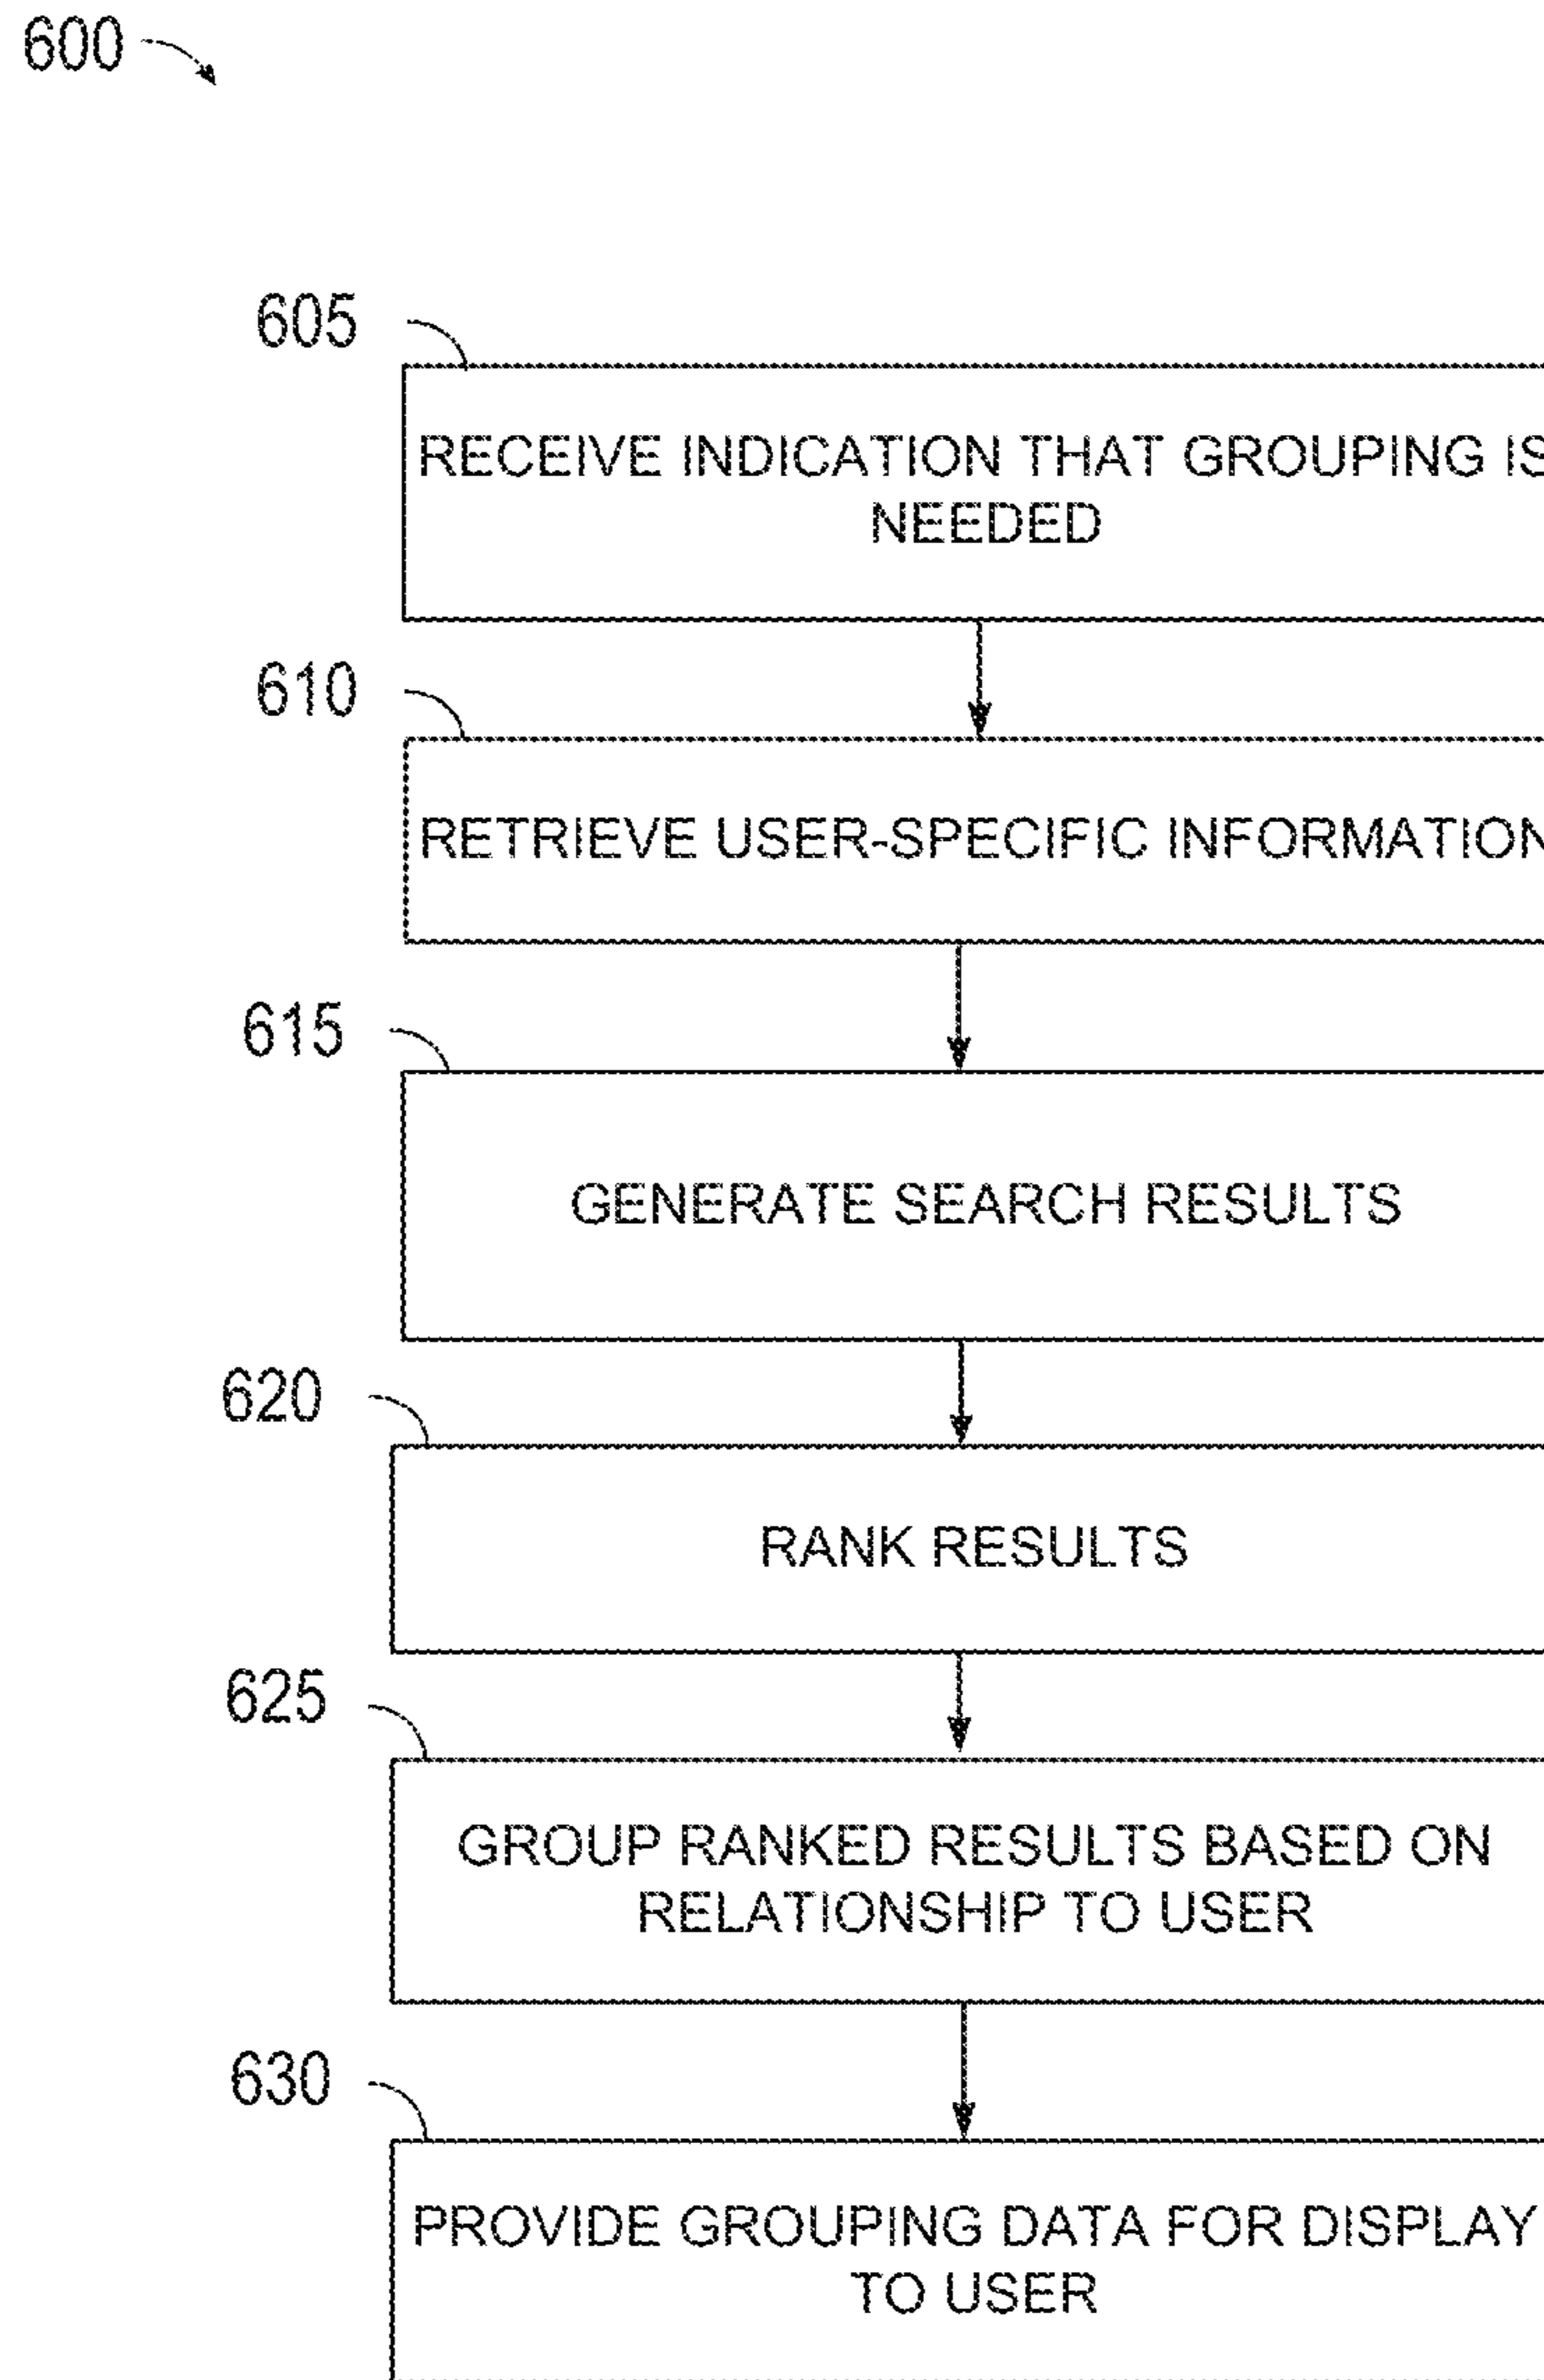 600
605
RECEIVE INDICATION THAT GROUPING IS
NEEDED
610
RETRIEVE USER-SPECIFIC INFORMATION
615
GENERATE SEARCH RESULTS
620
RANK RESULTS
625
GROUP RANKED RESULTS BASED ON
RELATIONSHIP TO USER
630
PROVIDE GROUPING DATA FOR DISPLAY
TO USER